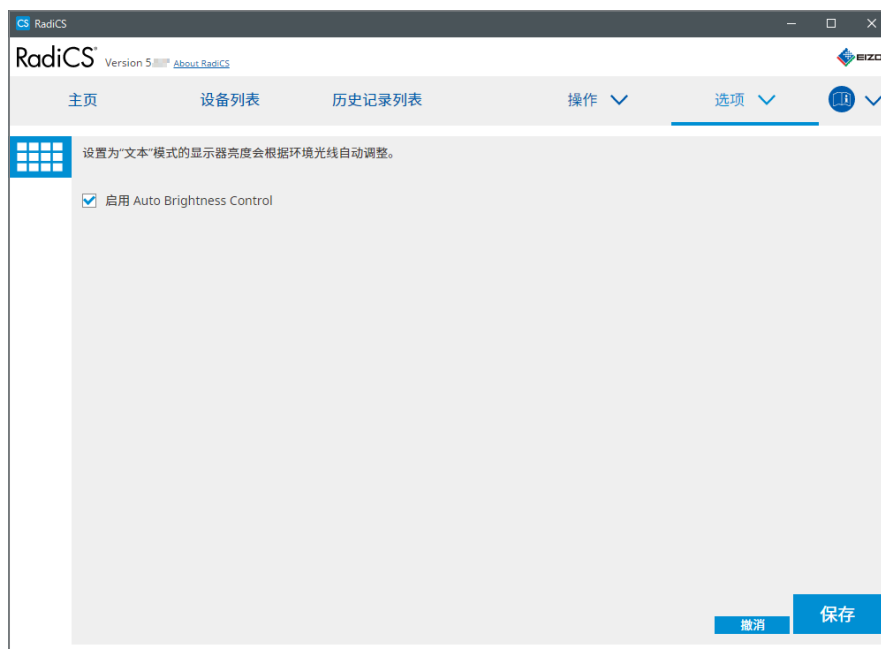 CS RadiCS
RadiCS® Version 5. About RadiCS
EIZO
主页 设备列表 历史记录列表 操作 选项
设置为“文本”模式的显示器亮度会根据环境光线自动调整。
启用 Auto Brightness Control
撤消 保存